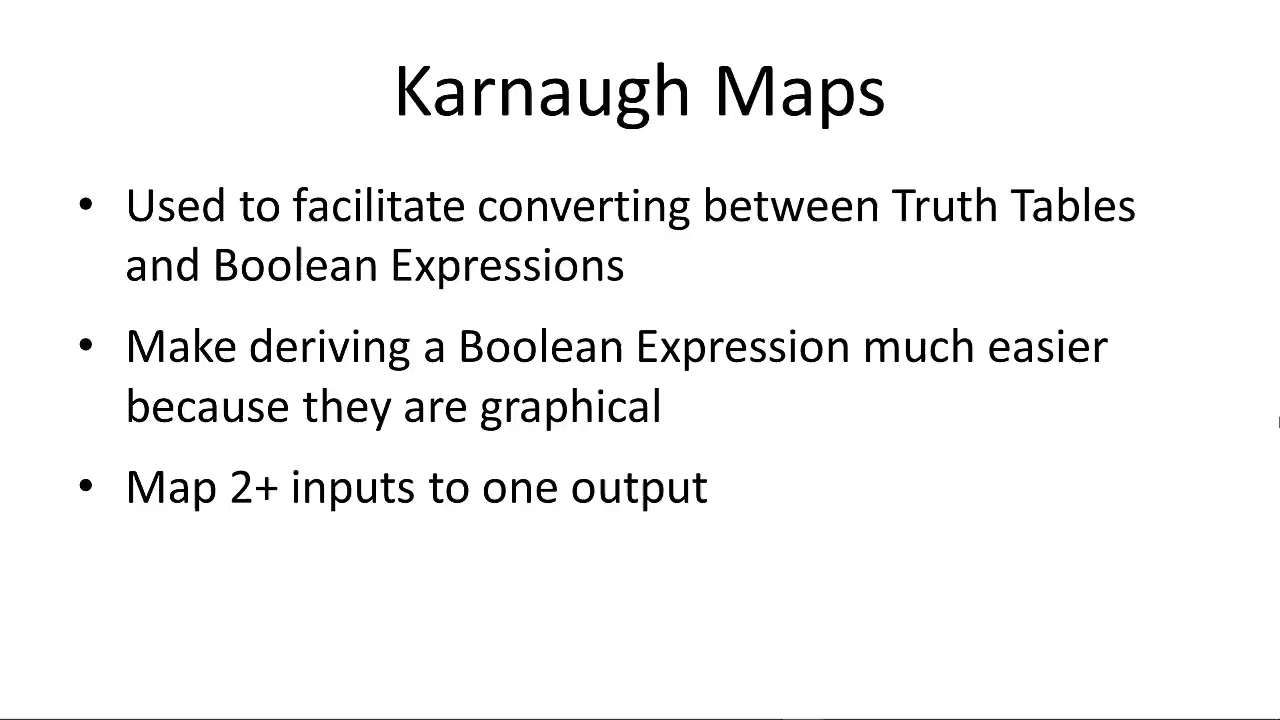 Karnaugh Maps
• Used to facilitate converting between Truth Tables
and Boolean Expressions
• Make deriving a Boolean Expression much easier
because they are graphical
• Map 2+ inputs to one output